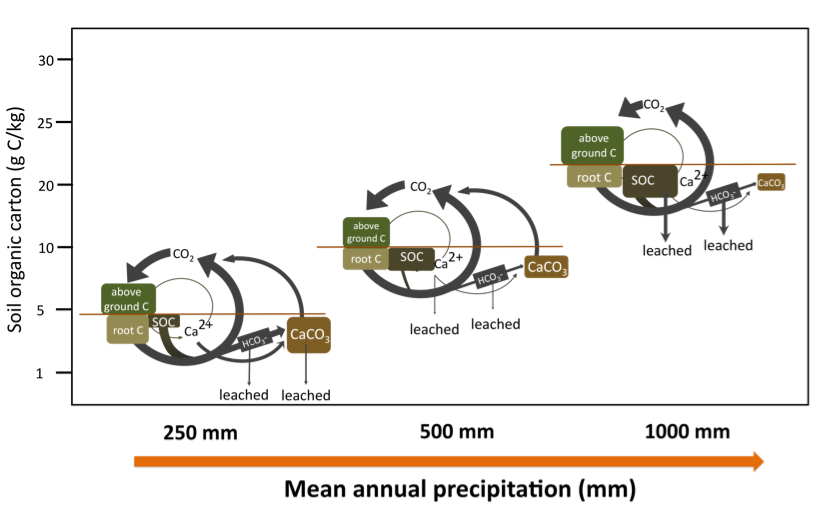 Soil organic carton (g C/kg)
30
25
20
10
5
1
CO2
above
ground C
root C
SOC
Ca2+
HCO3-
CaCO3
leached
leached
CO2
above
ground C
root C
SOC
Ca2+
HCO3-
CaCO3
leached
leached
CO2
above
ground C
root C
SOC
Ca2+
HCO3-
CaCO3
leached
leached
250 mm
500 mm
1000 mm
Mean annual precipitation (mm)